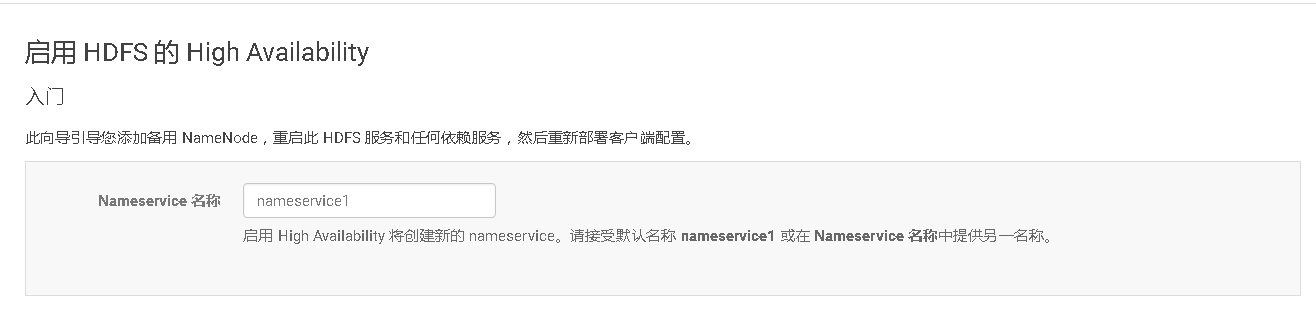 启用 HDFS 的 High Availability
入门
此向导引导您添加备用 NameNode，重启此 HDFS 服务和任何依赖服务，然后重新部署客户端配置。
Nameservice 名称 nameservice1
启用 High Availability 将创建新的 nameservice。请接受默认名称 nameservice1 或在 Nameservice 名称中提供另一名称。